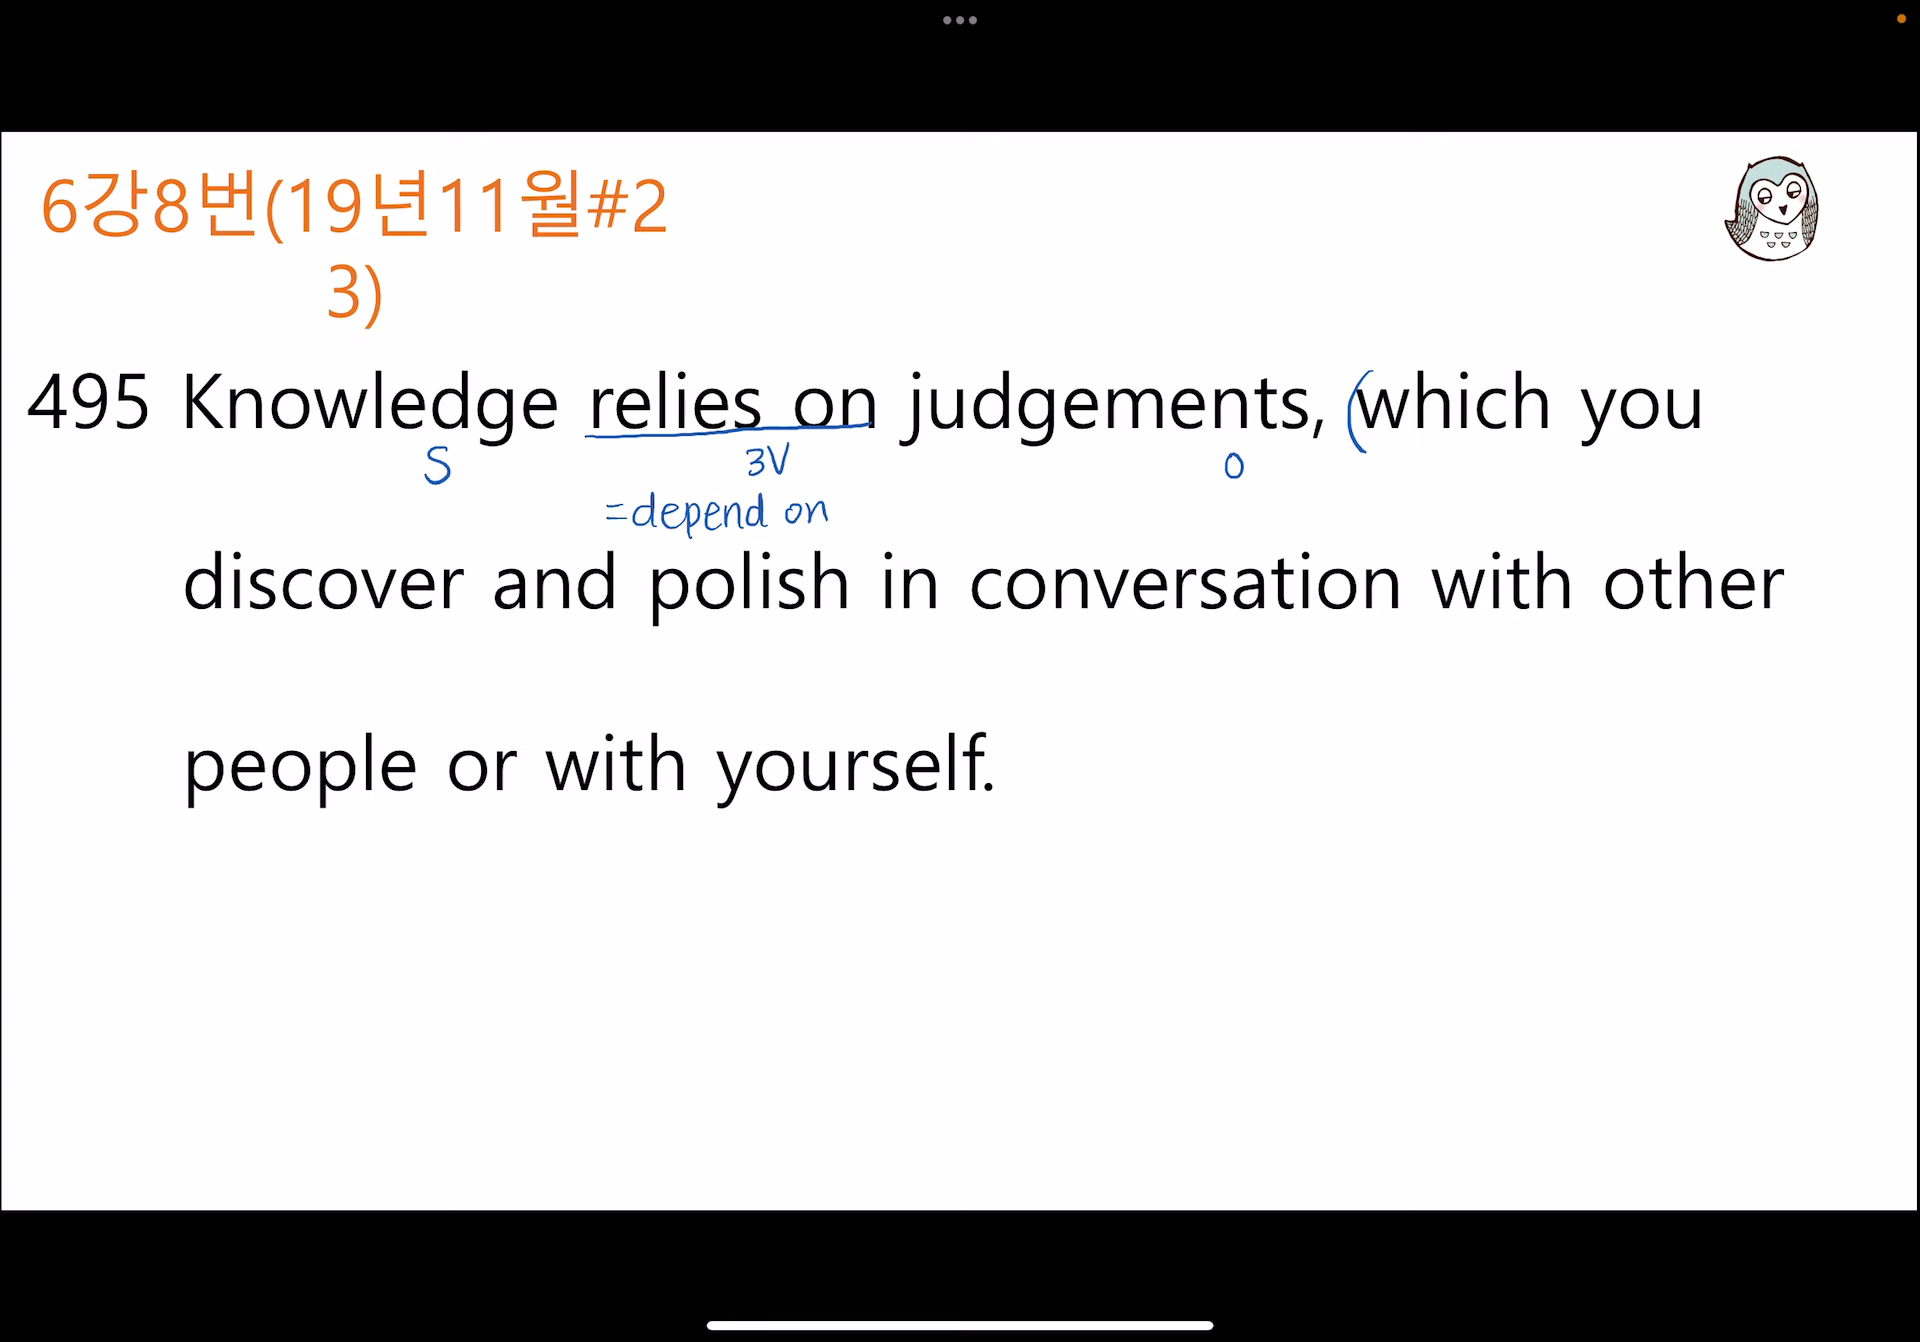 6강8번(19년11월#2
3)
495 Knowledge relies on judgements, (which you
S 3V O
=depend on
discover and polish in conversation with other
people or with yourself.